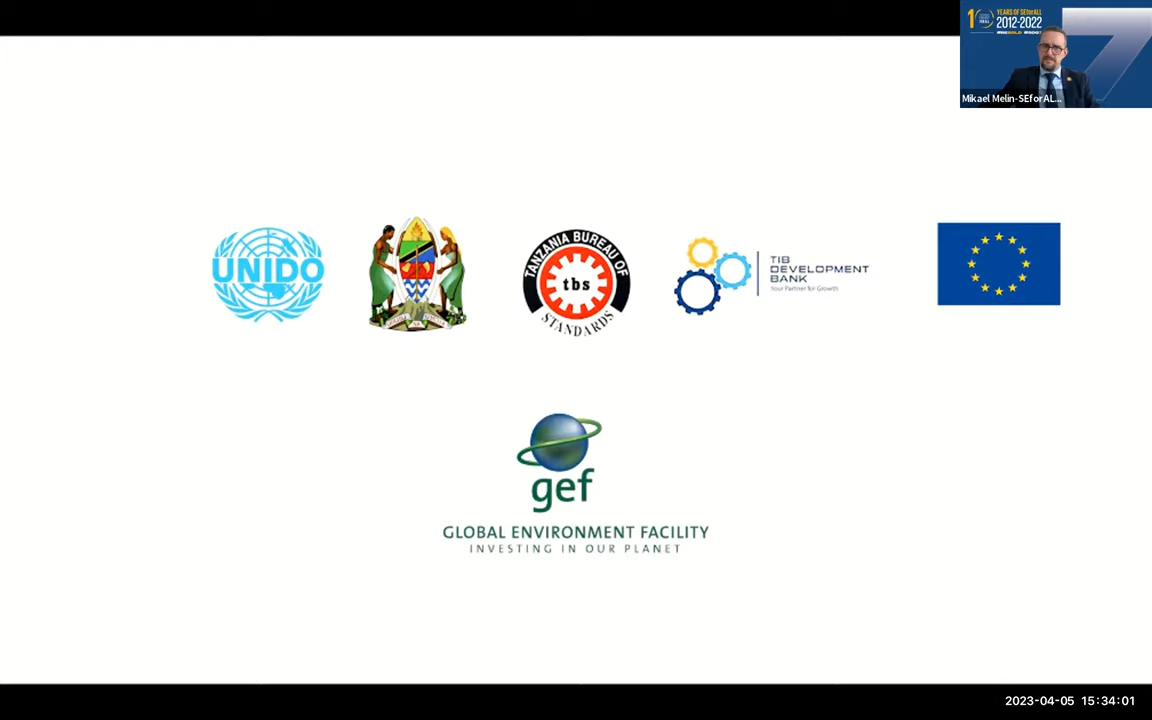 YEARS OF SEforALL
2012-2022
Mikael Melin-SEforAL...
UNIDO
TANZANIA BUREAU OF
tbs
STANDARDS
TIB
DEVELOPMENT
BANK
Your Partner for Growth
gef
GLOBAL ENVIRONMENT FACILITY
INVESTING IN OUR PLANET
2023-04-05 15:34:01